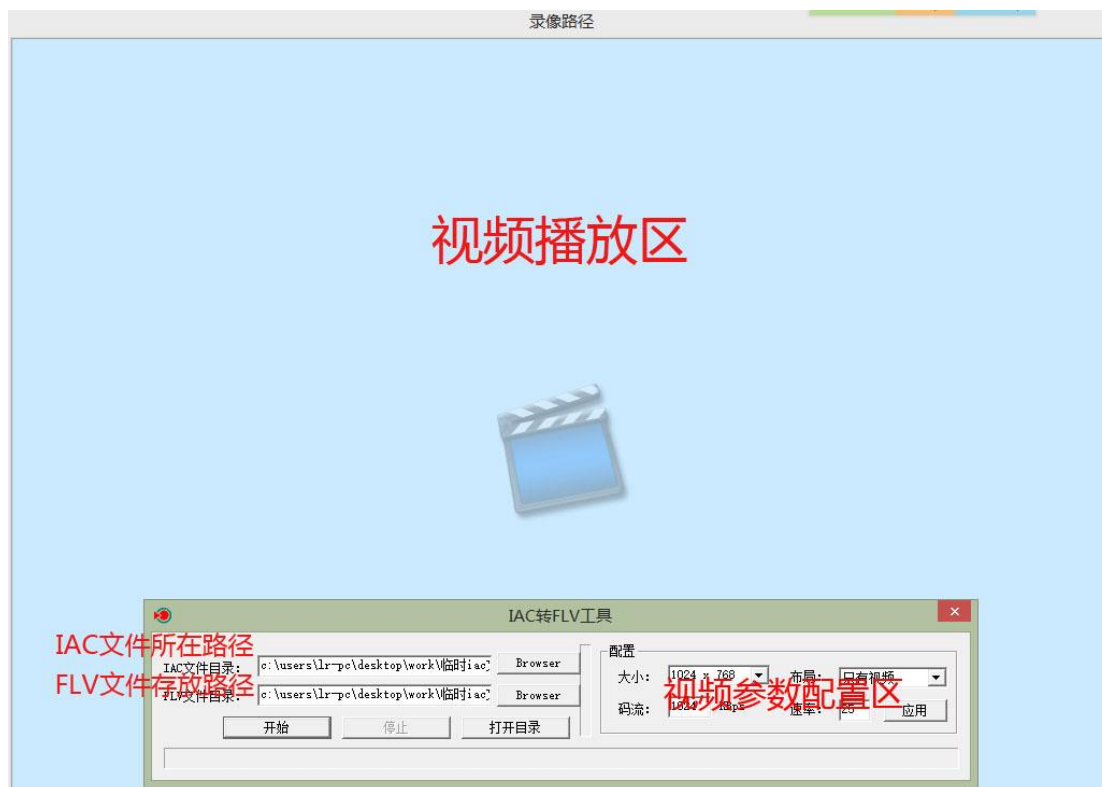 录像路径
视频播放区
IAC转FLV工具
IAC文件所在路径
IAC文件目录: c:\users\lr-pc\desktop\work\临时iac Browser
FLV文件存放路径
FLV文件目录: c:\users\lr-pc\desktop\work\临时iac Browser
开始 停止 打开目录
配置
大小: 1024 x 768 布局: 只有视频
视频参数配置区
码流: 1024 kBps 速率: 25 应用